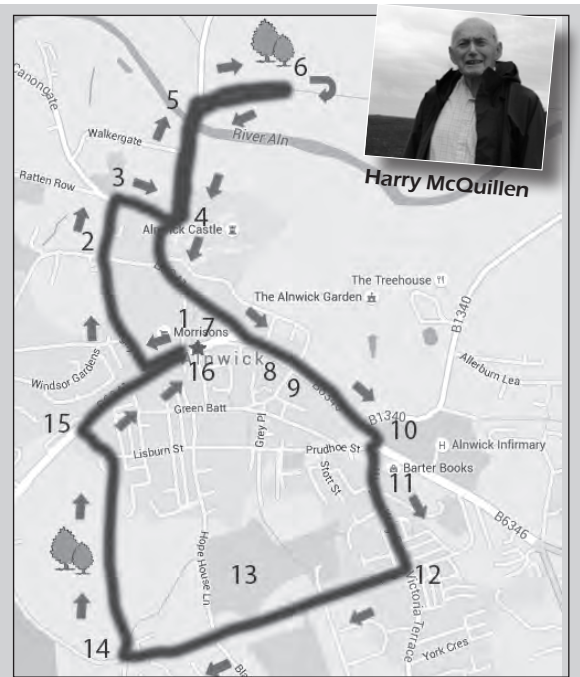 6
5
Canongate
River Aln
Walkergate
Harry McQuillen
Ratten Row
3
4
Alnwick Castle
2
The Treehouse
The Alnwick Garden
B1340
1
7
Morrisons
Allerburn Lea
Alnwick
Windsor Gardens
16
8
9
B6346
Green Batt
15
B1340
10
Grey Pl
Lisburn St
Prudhoe St
H Alnwick Infirmary
Stott St
Barter Books
11
B6346
Hope House Ln
13
12
Victoria Terrace
14
York Cres